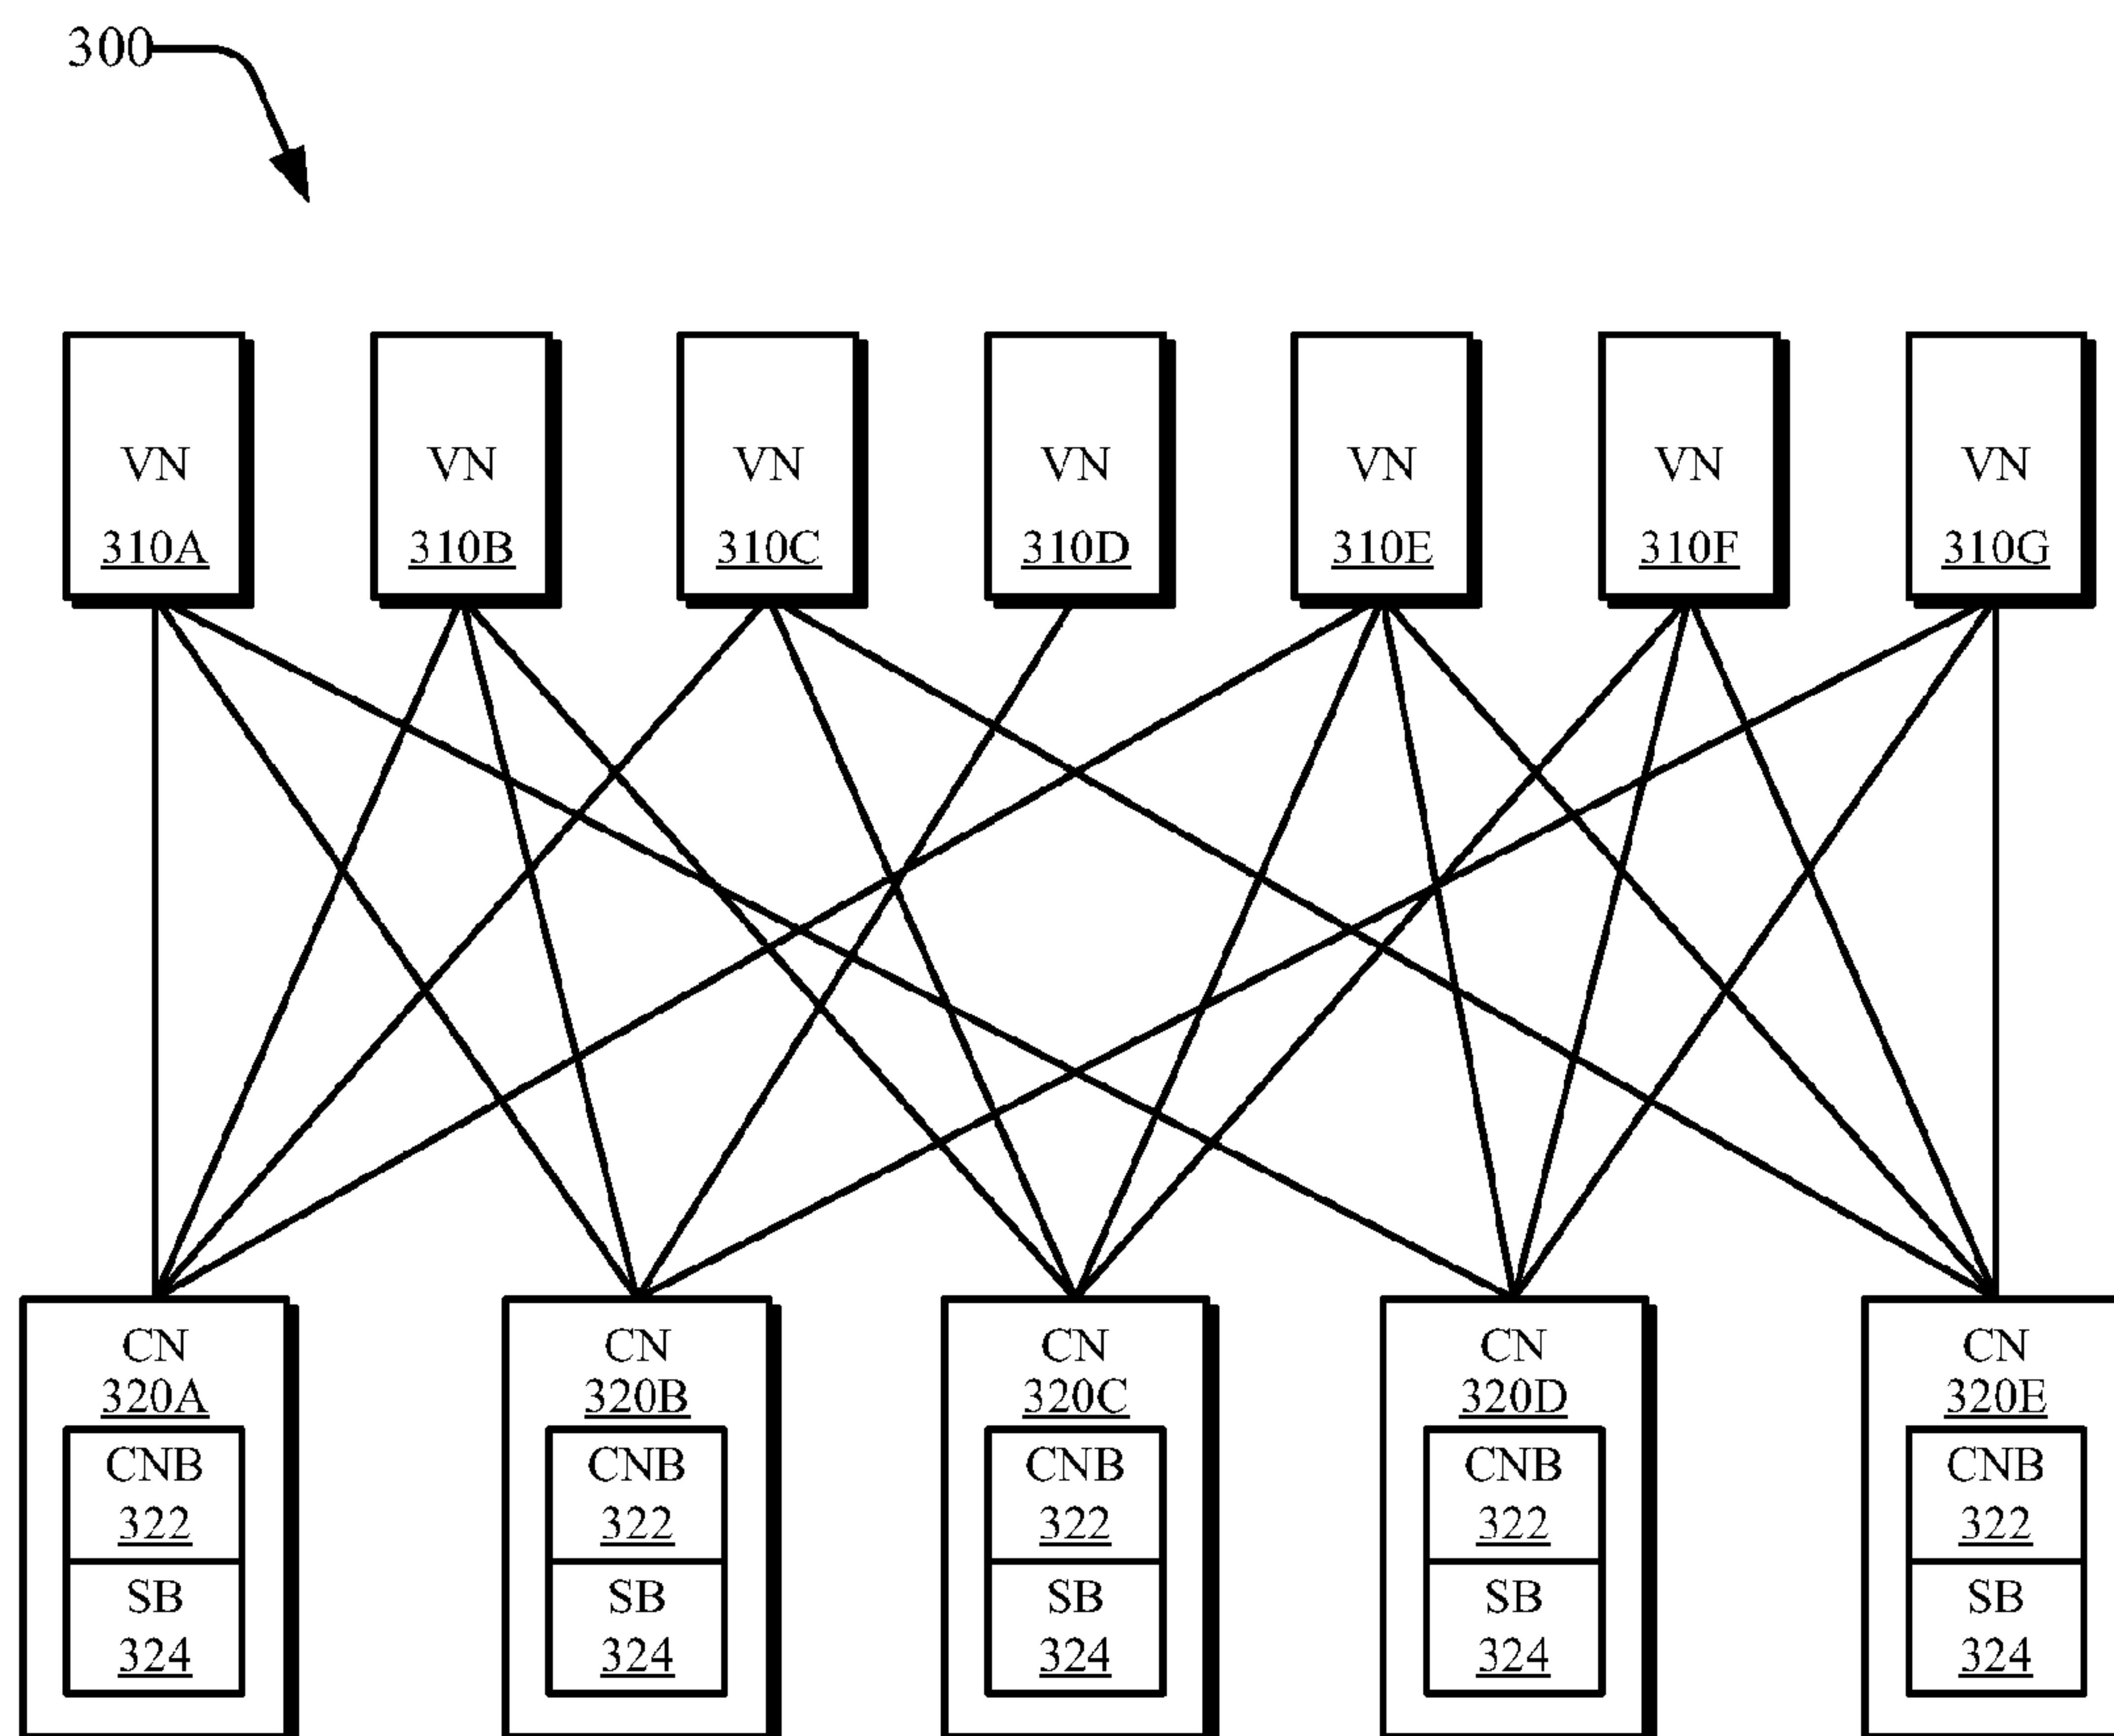 300
VN VN VN VN VN VN VN
310A 310B 310C 310D 310E 310F 310G
CN CN CN CN CN
320A 320B 320C 320D 320E
CNB CNB CNB CNB CNB
322 322 322 322 322
SB SB SB SB SB
324 324 324 324 324